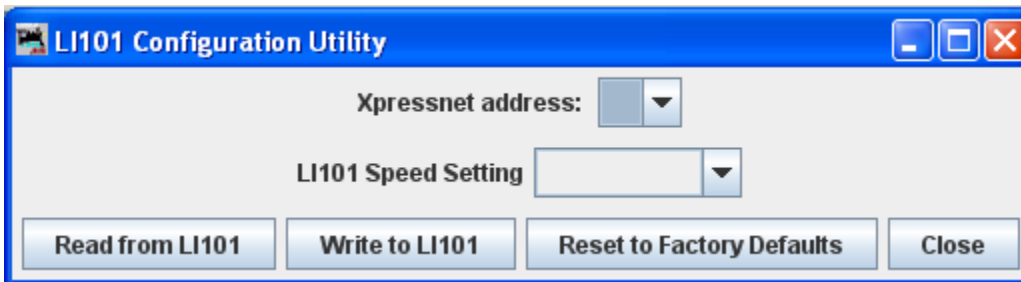 LI101 Configuration Utility
Xpressnet address:
LI101 Speed Setting
Read from LI101 Write to LI101 Reset to Factory Defaults Close